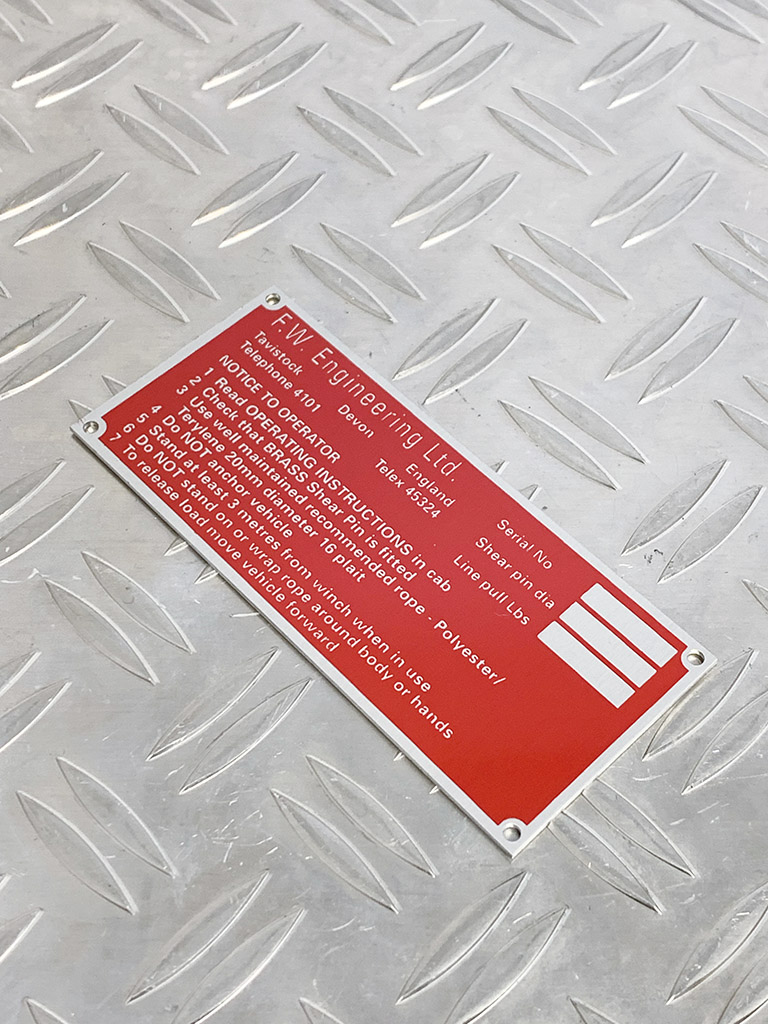 F.W. Engineering Ltd.
Tavistock Devon England
Telephone 4101 Telex 45324
NOTICE TO OPERATOR
1 Read OPERATING INSTRUCTIONS in cab
2 Check that BRASS Shear Pin is fitted
3 Use well maintained recommended rope - Polyester/
Terylene 20mm diameter 16 plait
4 Do NOT anchor vehicle
5 Stand at least 3 metres from winch when in use
6 Do NOT stand on or wrap rope around body or hands
7 To release load move vehicle forward
Serial No
Shear pin dia
Line pull Lbs